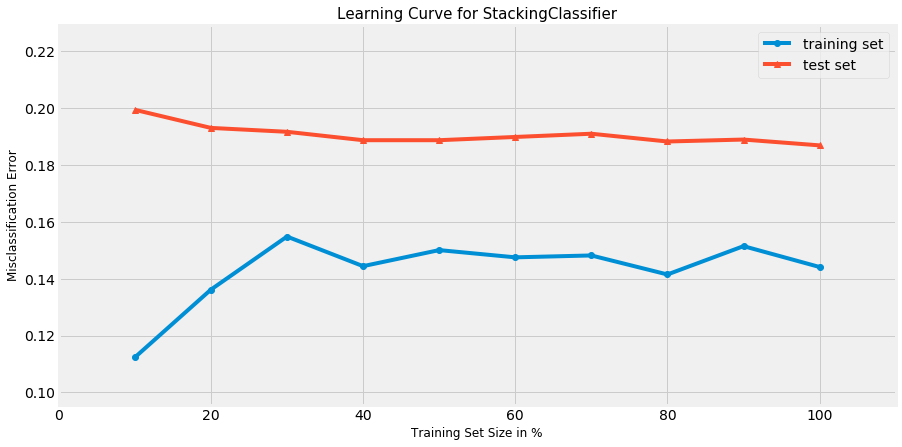 Learning Curve for StackingClassifier
training set
test set
Misclassification Error
0.22
0.20
0.18
0.16
0.14
0.12
0.10
0
20
40
60
80
100
Training Set Size in %